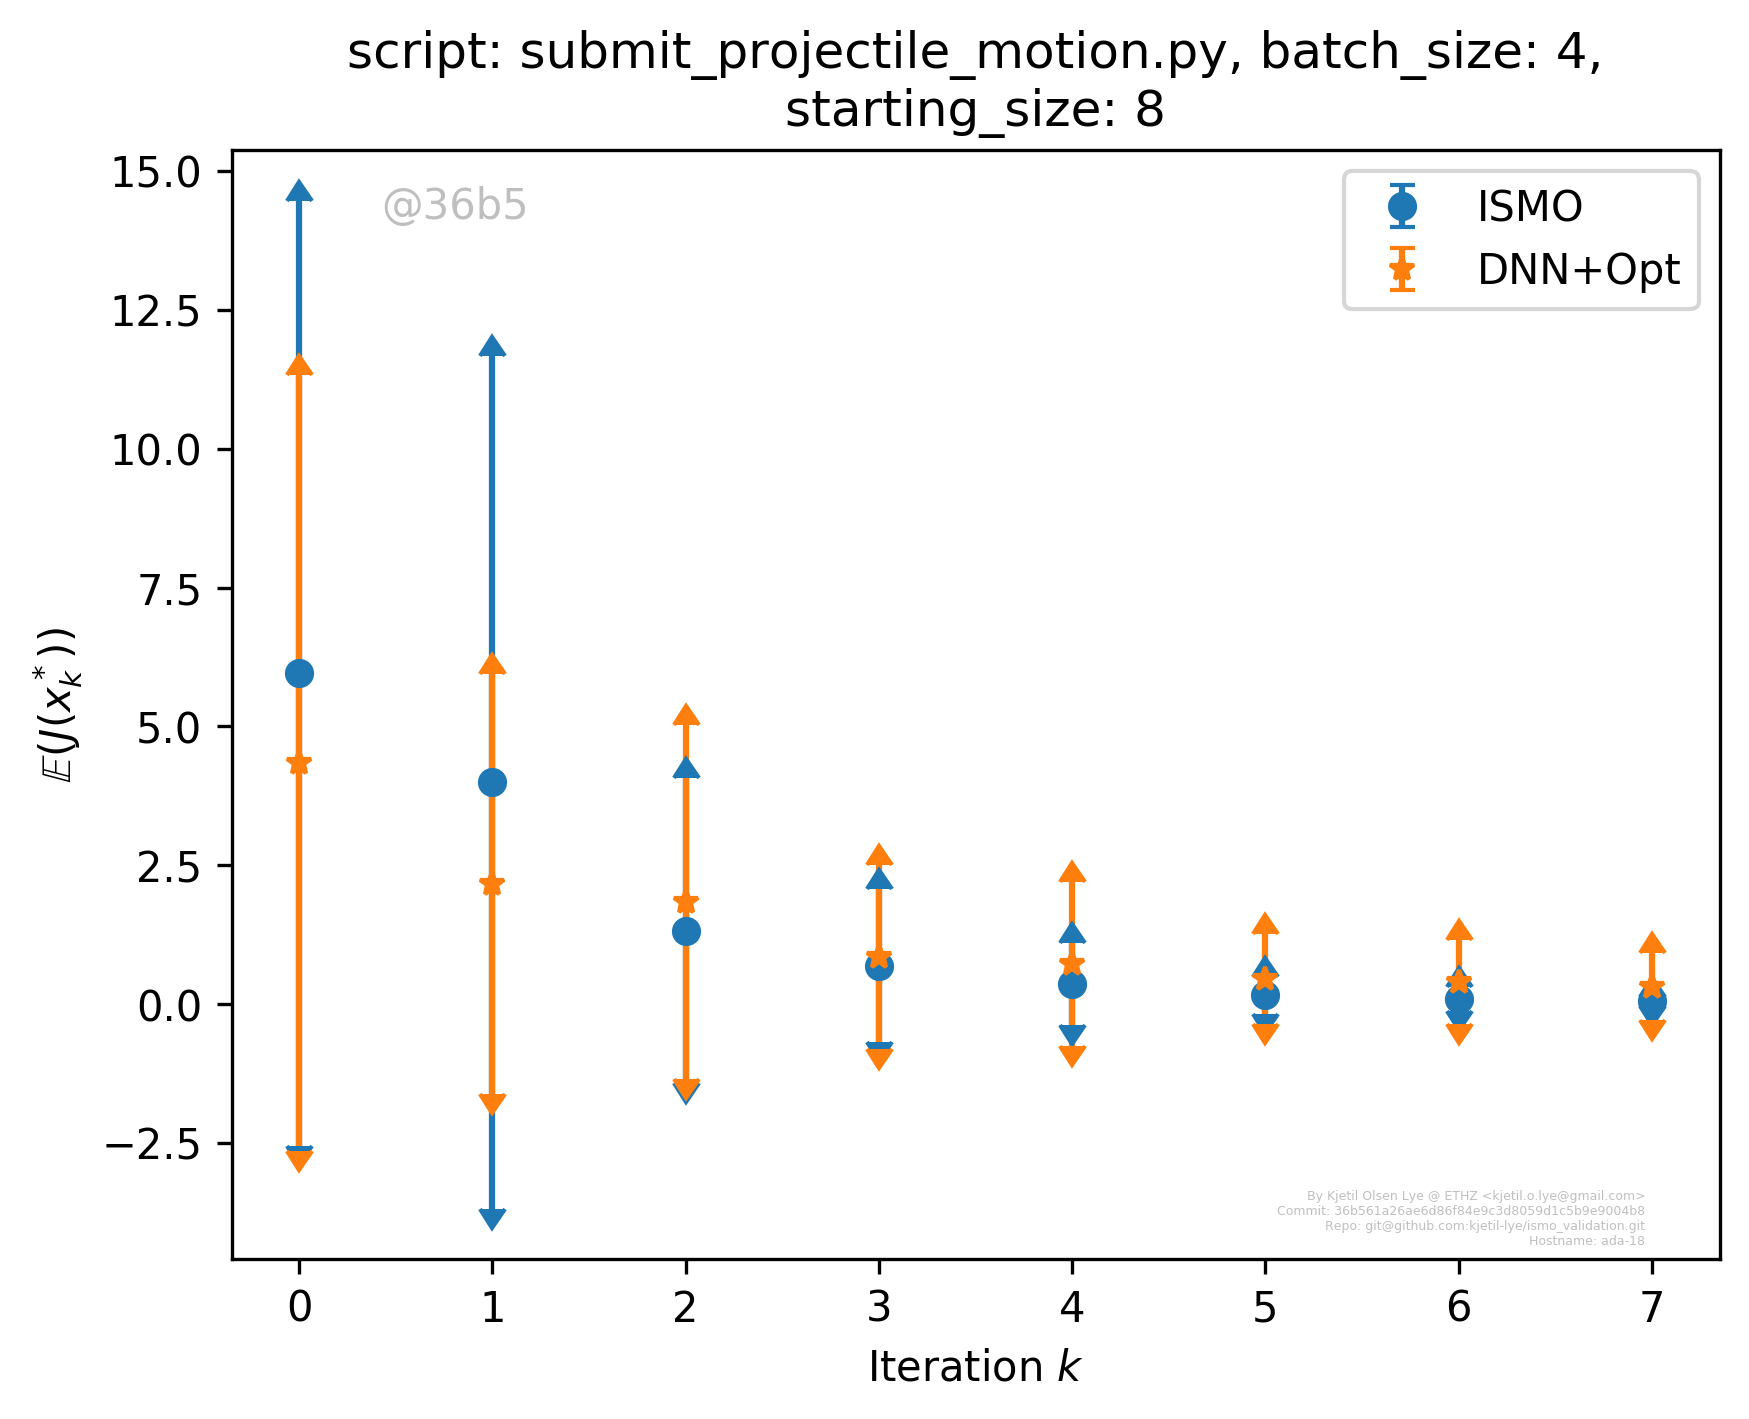 script: submit_projectile_motion.py, batch_size: 4,
starting_size: 8
15.0
12.5
10.0
7.5
5.0
2.5
0.0
−2.5
𝔼(J(x*k))
@36b5
ISMO
DNN+Opt
By Kjetil Olsen Lye @ ETHZ <kjetil.o.lye@gmail.com>
Commit: 36b561a26ae6d86f84e9c3d8059d1c5b9e9004b8
Repo: git@github.com:kjetil-lye/ismo_validation.git
Hostname: ada-18
0 1 2 3 4 5 6 7
Iteration k